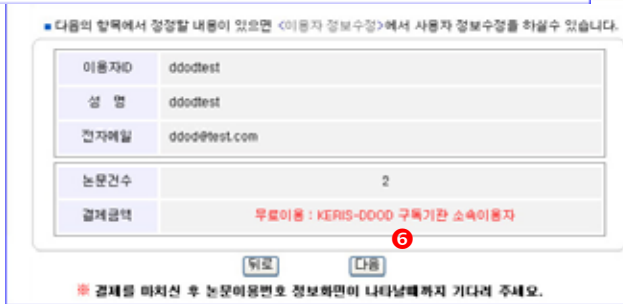 ■ 다음의 항목에서 정정할 내용이 있으면 <이용자 정보수정>에서 사용자 정보수정을 하실수 있습니다.
이용자ID ddodtest
성 명 ddodtest
전자메일 ddod@test.com
논문건수 2
결제금액 무료이용 : KERIS-DDOD 구독기관 소속이용자
6
뒤로 다음
※ 결제를 마치신 후 논문이용번호 정보화면이 나타날때까지 기다려 주세요.